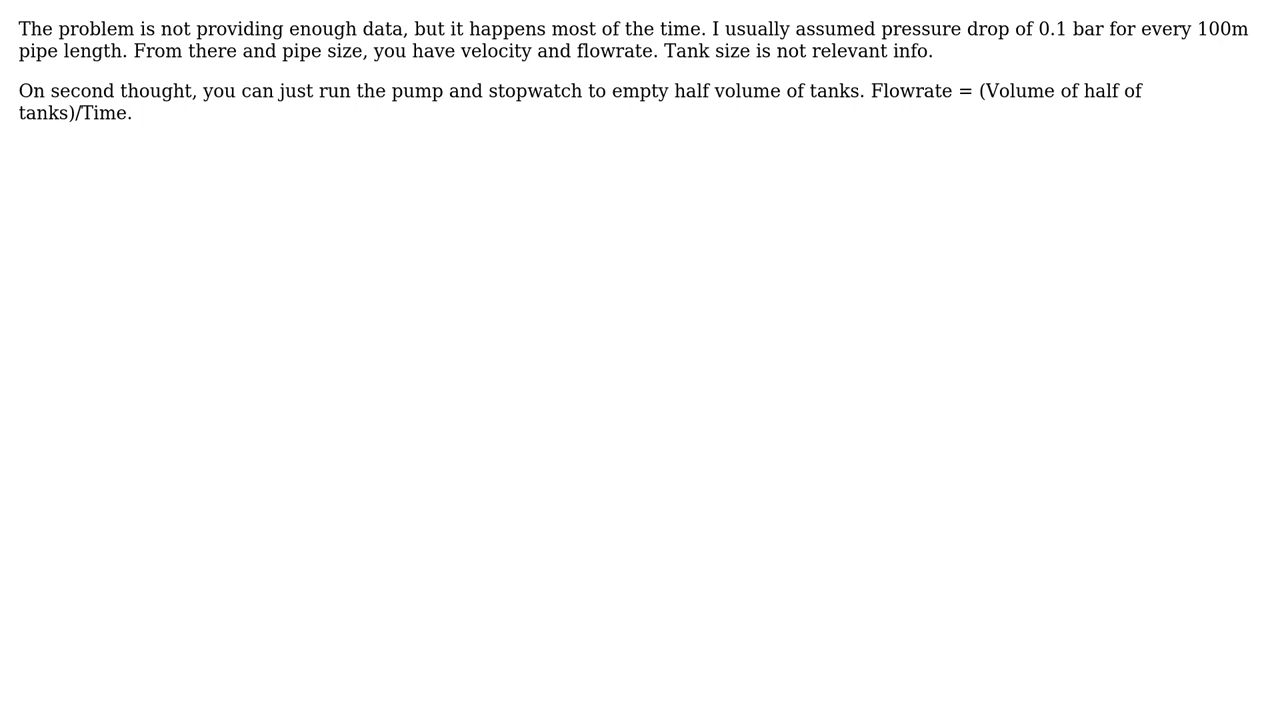 The problem is not providing enough data, but it happens most of the time. I usually assumed pressure drop of 0.1 bar for every 100m
pipe length. From there and pipe size, you have velocity and flowrate. Tank size is not relevant info.
On second thought, you can just run the pump and stopwatch to empty half volume of tanks. Flowrate = (Volume of half of
tanks)/Time.